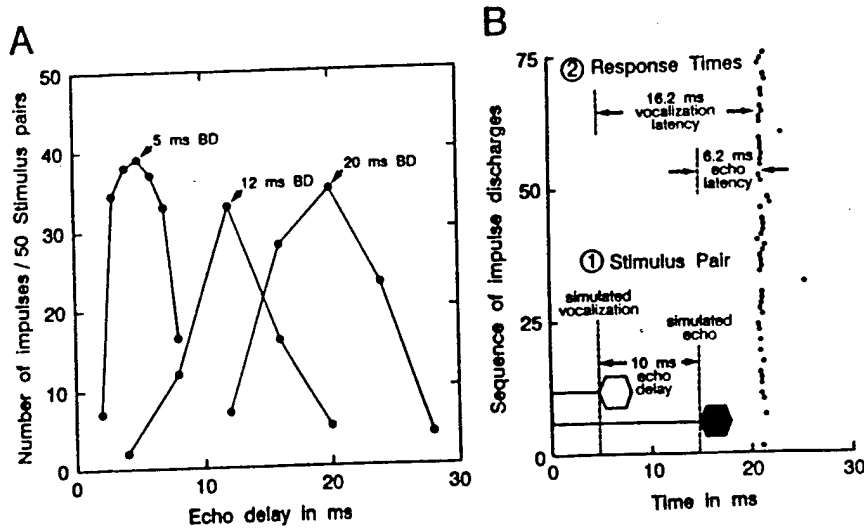 A
50
40
30
20
10
0
Number of impulses / 50 Stimulus pairs
5 ms BD
12 ms BD
20 ms BD
0
10
20
30
Echo delay in ms
B
75
50
25
0
Sequence of impulse discharges
② Response Times
16.2 ms
vocalization
latency
6.2 ms
echo
latency
① Stimulus Pair
simulated
vocalization
simulated
echo
10 ms
echo
delay
0
10
20
30
Time in ms